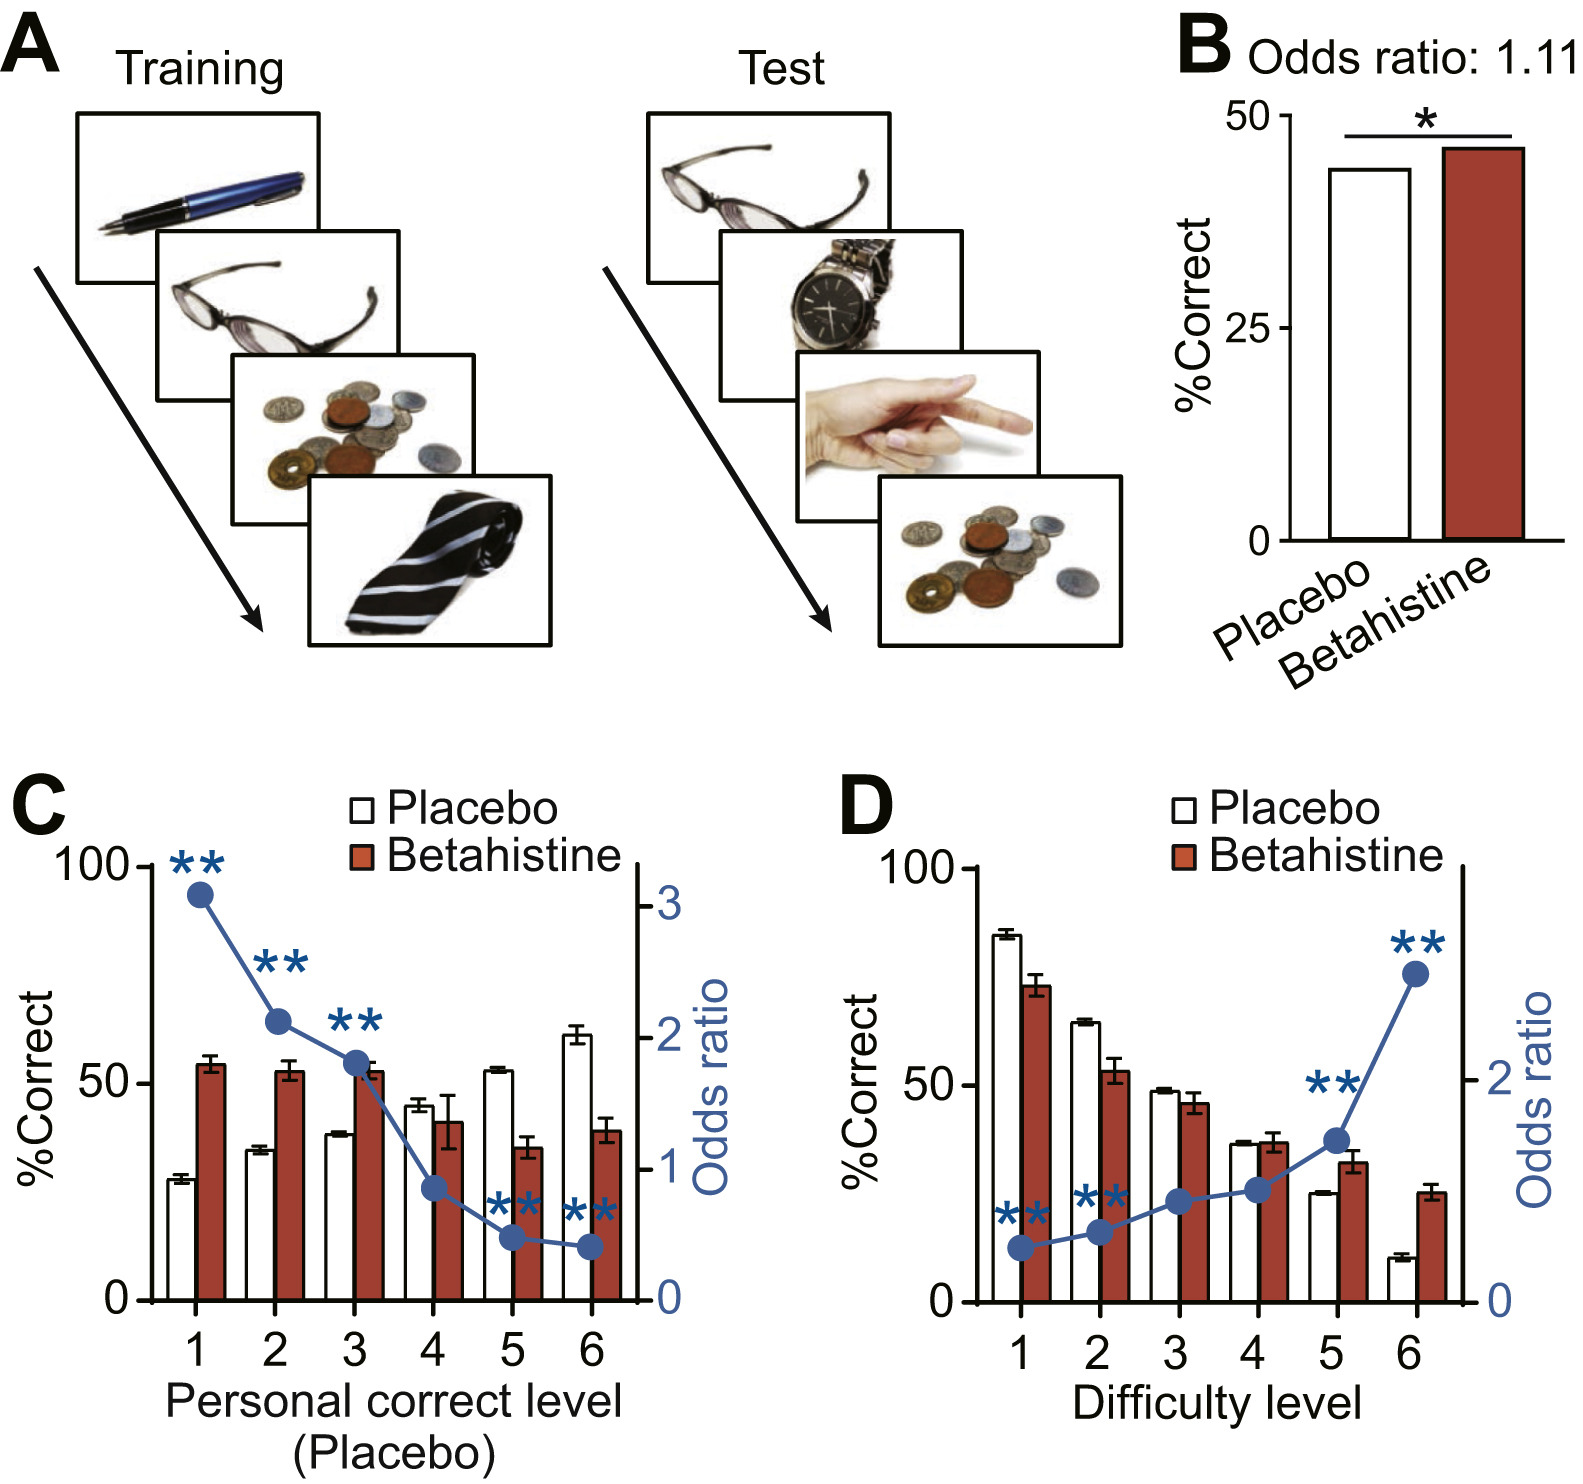 A
Training
Test
B
Odds ratio: 1.11
50
*
25
0
%Correct
Placebo
Betahistine
C
Placebo
Betahistine
100
50
0
%Correct
**
**
**
**
**
3
2
1
0
Odds ratio
1 2 3 4 5 6
Personal correct level
(Placebo)
D
Placebo
Betahistine
100
50
0
%Correct
**
**
**
**
2
0
Odds ratio
1 2 3 4 5 6
Difficulty level